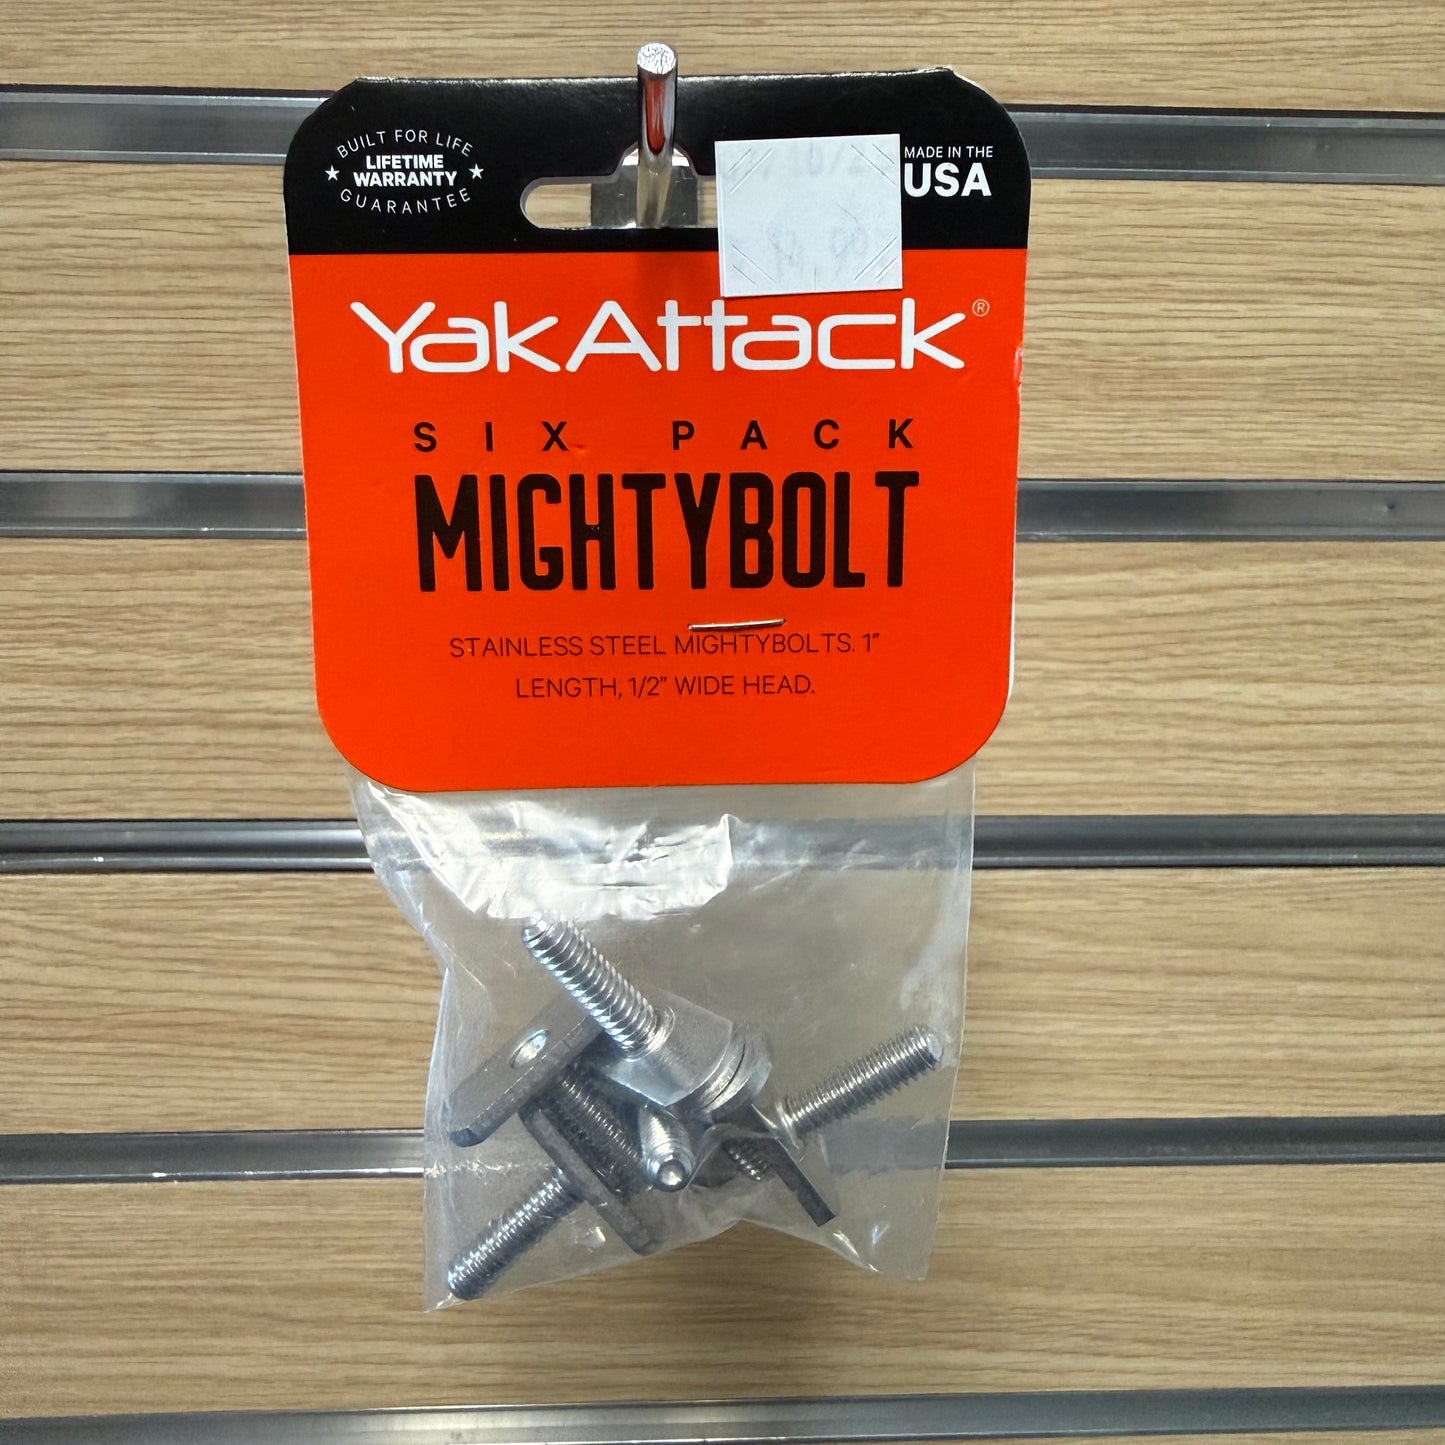 BUILT FOR LIFE
LIFETIME
WARRANTY
GUARANTEE
MADE IN THE
USA
YakAttack®
SIX PACK
MIGHTYBOLT
STAINLESS STEEL MIGHTYBOLTS. 1"
LENGTH, 1/2" WIDE HEAD.